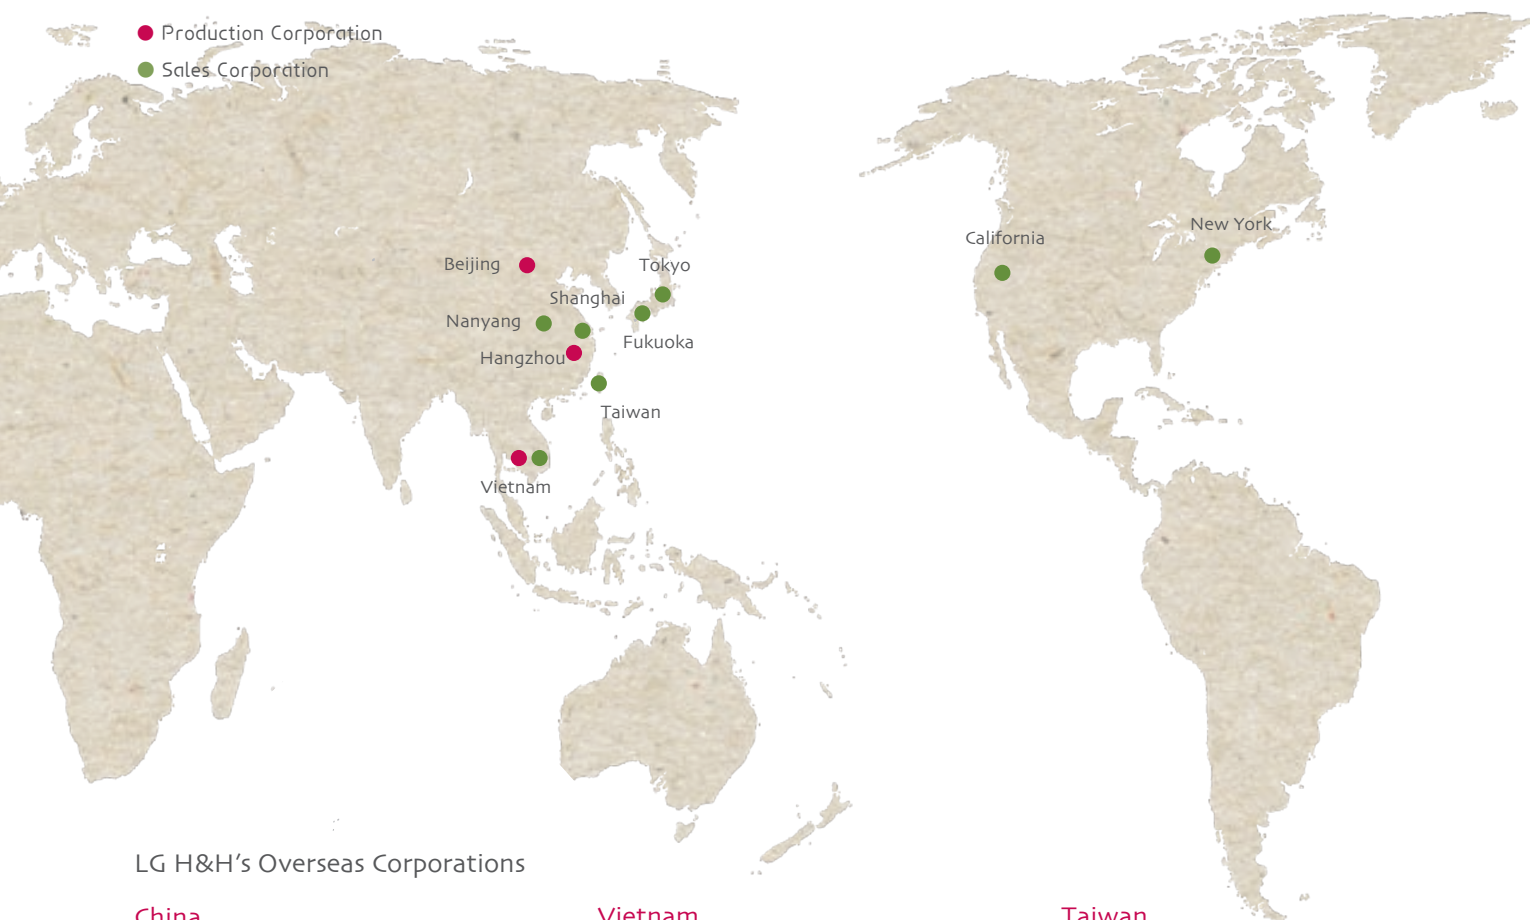 Production Corporation
Sales Corporation
New York
California
Beijing
Tokyo
Shanghai
Nanyang
Fukuoka
Hangzhou
Taiwan
Vietnam
LG H&H’s Overseas Corporations
China
Vietnam
Taiwan